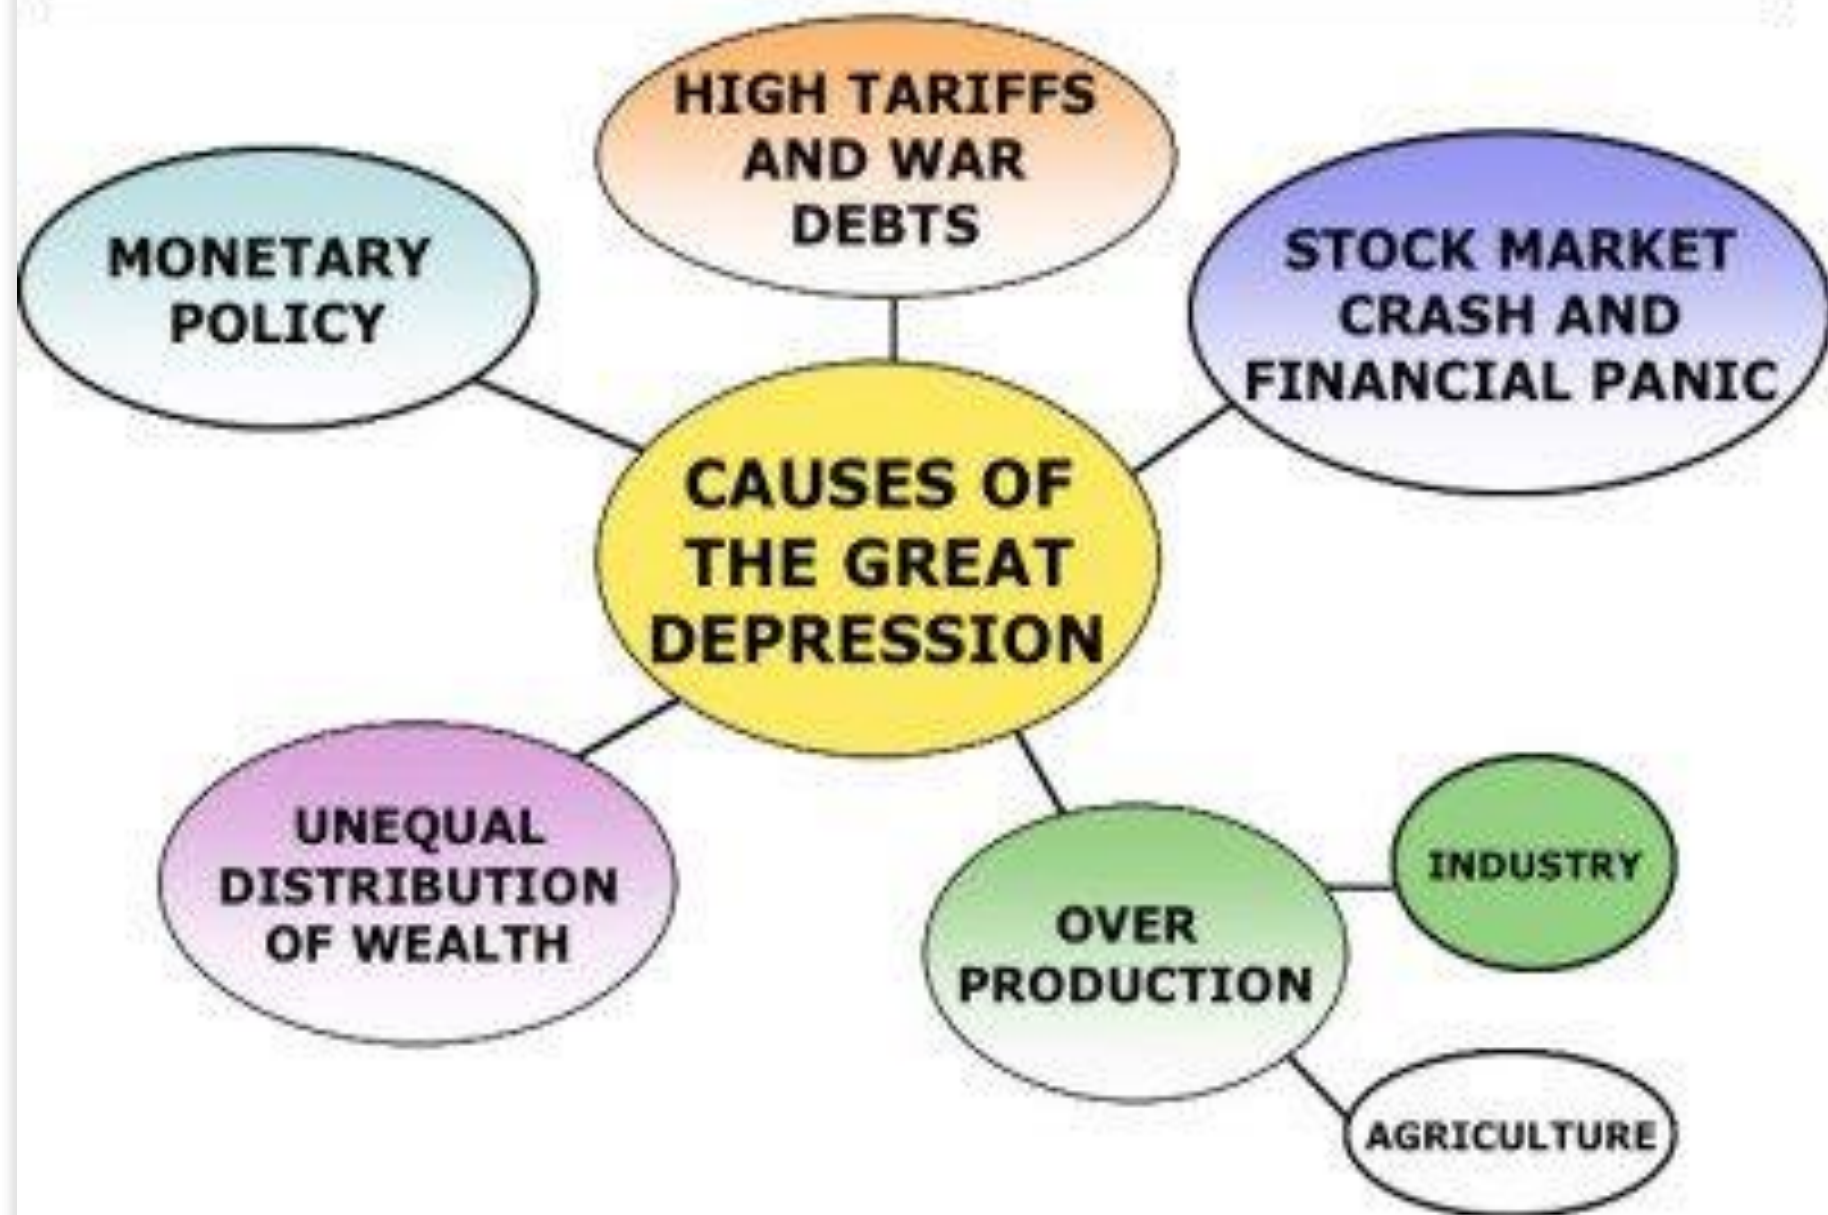 HIGH TARIFFS
AND WAR
DEBTS
MONETARY
POLICY
STOCK MARKET
CRASH AND
FINANCIAL PANIC
CAUSES OF
THE GREAT
DEPRESSION
UNEQUAL
DISTRIBUTION
OF WEALTH
OVER
PRODUCTION
INDUSTRY
AGRICULTURE